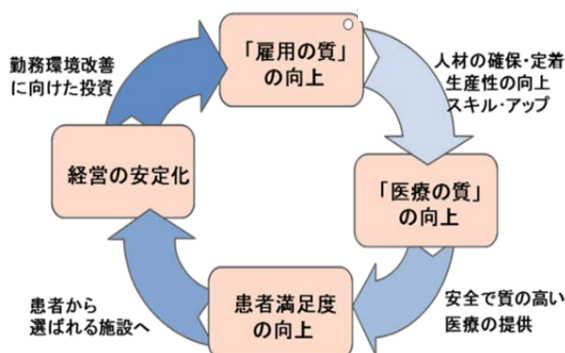 「雇用の質」
の向上
人材の確保・定着
生産性の向上
スキル・アップ
「医療の質」
の向上
安全で質の高い
医療の提供
患者満足度
の向上
患者から
選ばれる施設へ
経営の安定化
勤務環境改善
に向けた投資